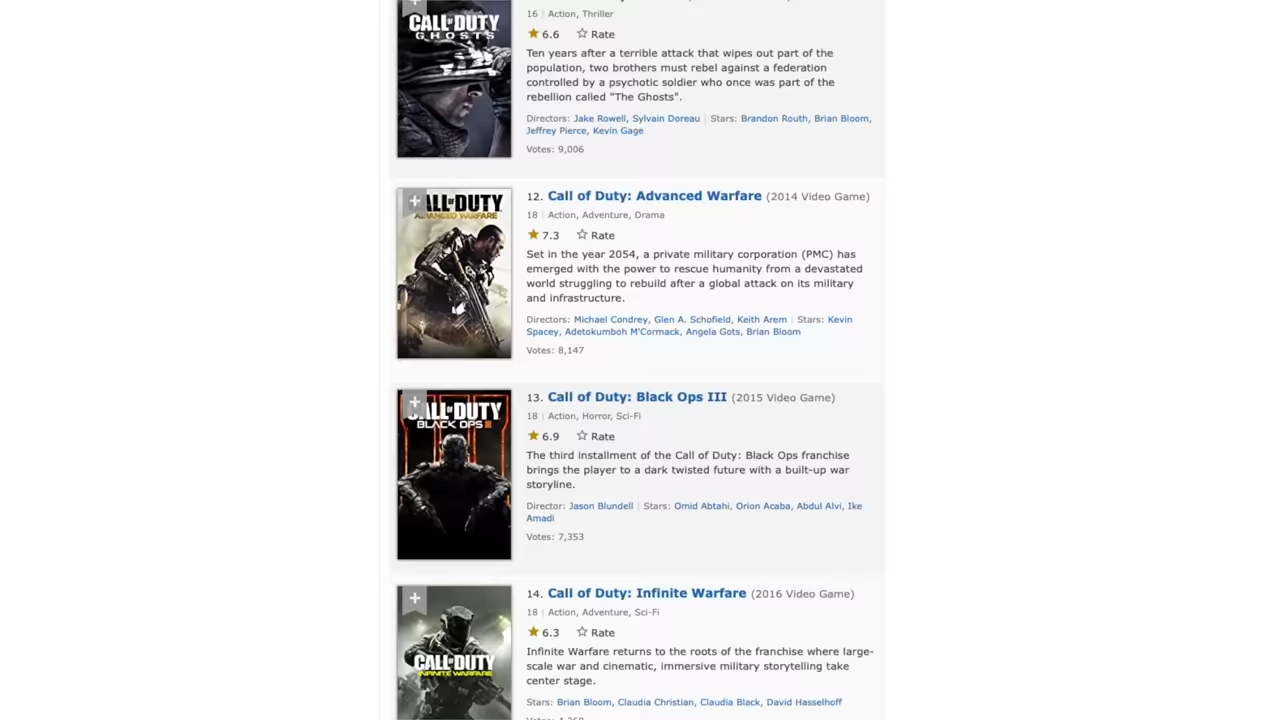 CALL OF DUTY
GHOSTS
16 | Action, Thriller
6.6 Rate
Ten years after a terrible attack that wipes out part of the
population, two brothers must rebel against a federation
controlled by a psychotic soldier who once was part of the
rebellion called "The Ghosts".
Directors: Jake Rowell, Sylvain Doreau | Stars: Brandon Routh, Brian Bloom,
Jeffrey Pierce, Kevin Gage
Votes: 9,006
CALL OF DUTY
ADVANCED WARFARE
12. Call of Duty: Advanced Warfare (2014 Video Game)
18 | Action, Adventure, Drama
7.3 Rate
Set in the year 2054, a private military corporation (PMC) has
emerged with the power to rescue humanity from a devastated
world struggling to rebuild after a global attack on its military
and infrastructure.
Directors: Michael Condrey, Glen A. Schofield, Keith Arem | Stars: Kevin
Spacey, Adetokumboh M'Cormack, Angela Gots, Brian Bloom
Votes: 8,147
CALL OF DUTY
BLACK OPS III
13. Call of Duty: Black Ops III (2015 Video Game)
18 | Action, Horror, Sci-Fi
6.9 Rate
The third installment of the Call of Duty: Black Ops franchise
brings the player to a dark twisted future with a built-up war
storyline.
Director: Jason Blundell | Stars: Omid Abtahi, Orion Acaba, Abdul Alvi, Ike
Amadi
Votes: 7,353
CALL OF DUTY
INFINITE WARFARE
14. Call of Duty: Infinite Warfare (2016 Video Game)
18 | Action, Adventure, Sci-Fi
6.3 Rate
Infinite Warfare returns to the roots of the franchise where large-
scale war and cinematic, immersive military storytelling take
center stage.
Stars: Brian Bloom, Claudia Christian, Claudia Black, David Hasselhoff